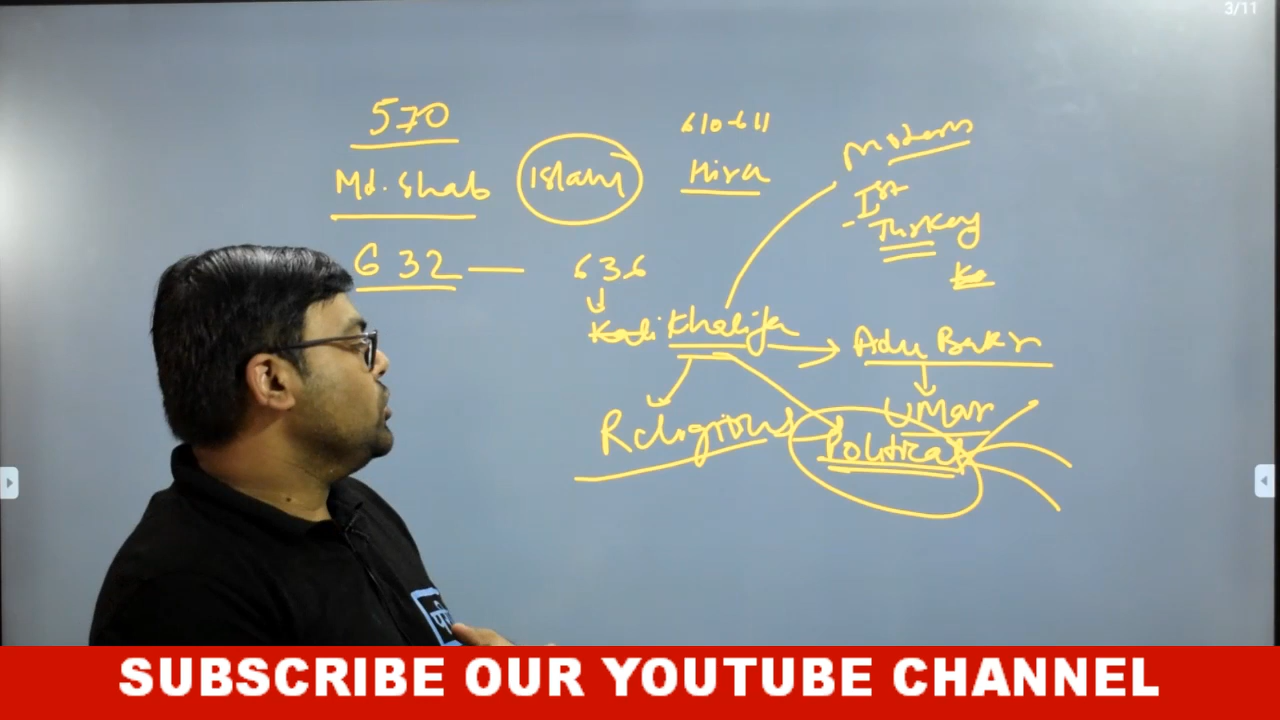 3/11
570
Md. Shab
Islam
610-611
Hira
Modern
Ist
- Turkey
632 —
636
Khalifa
Adu Bakr
Umar
Religious
Political
SUBSCRIBE OUR YOUTUBE CHANNEL